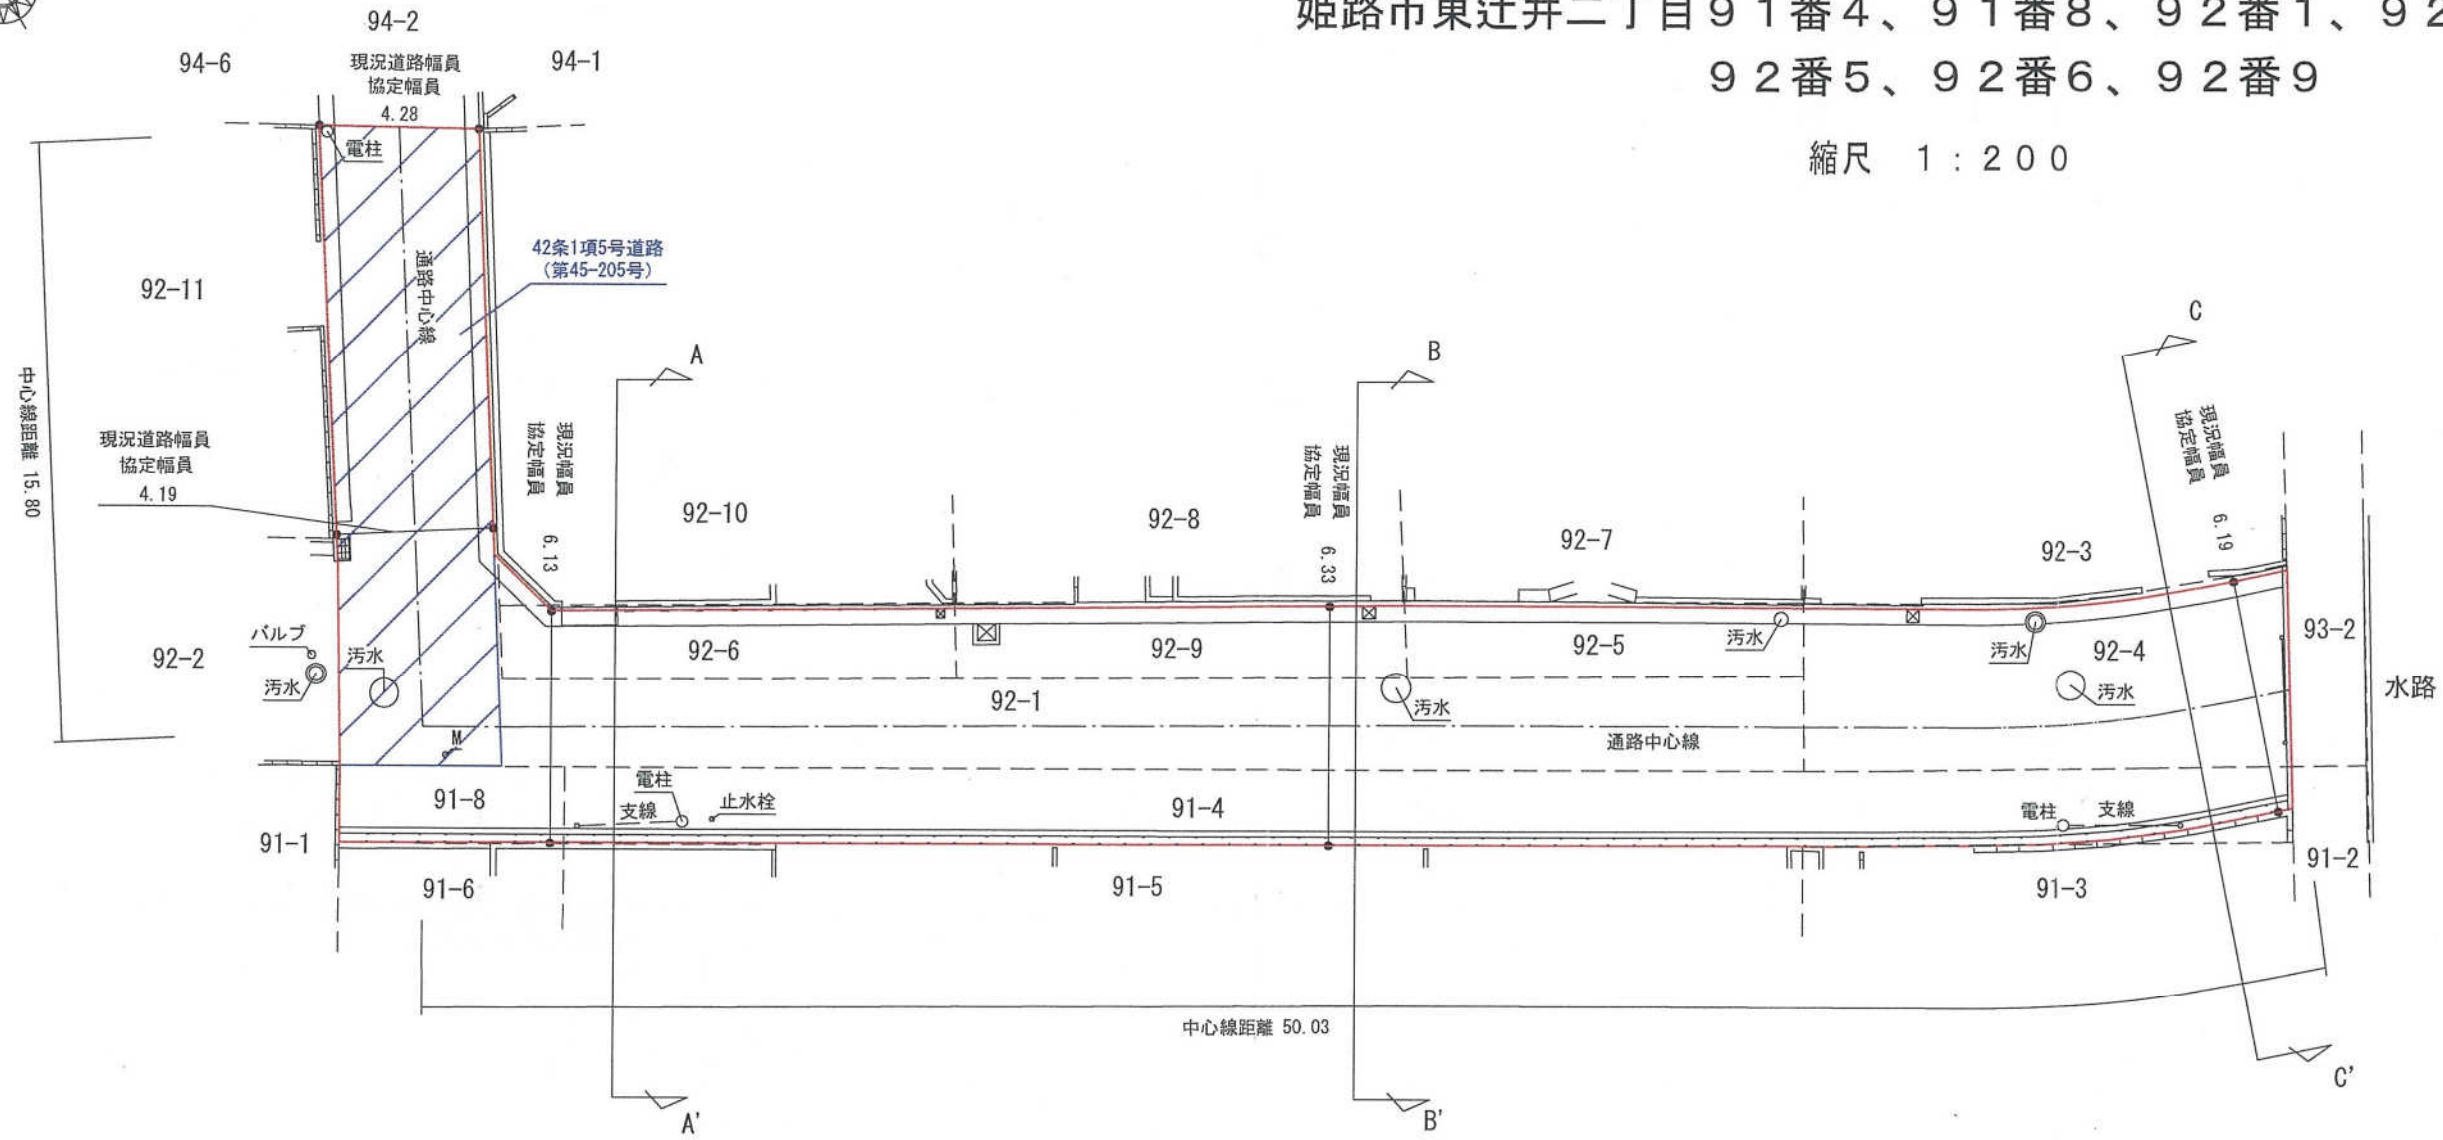 姫路市東辻井二丁目９１番４、９１番８、９２番１、９２
９２番５、９２番６、９２番９
縮尺　１：２００
94-2
94-6
現況道路幅員
協定幅員
4.28
94-1
電柱
42条1項5号道路
(第45-205号)
通路中心線
92-11
中心線距離 15.80
現況道路幅員
協定幅員
4.19
A
B
C
現況幅員
協定幅員
6.13
現況幅員
協定幅員
6.33
現況幅員
協定幅員
6.19
92-10
92-8
92-7
92-3
バルブ
汚水
92-2
汚水
92-6
92-9
92-5
汚水
汚水
92-4
93-2
92-1
汚水
汚水
水路
M
通路中心線
91-8
電柱
支線
止水栓
91-4
電柱
支線
91-1
91-6
91-5
91-3
91-2
中心線距離 50.03
A'
B'
C'